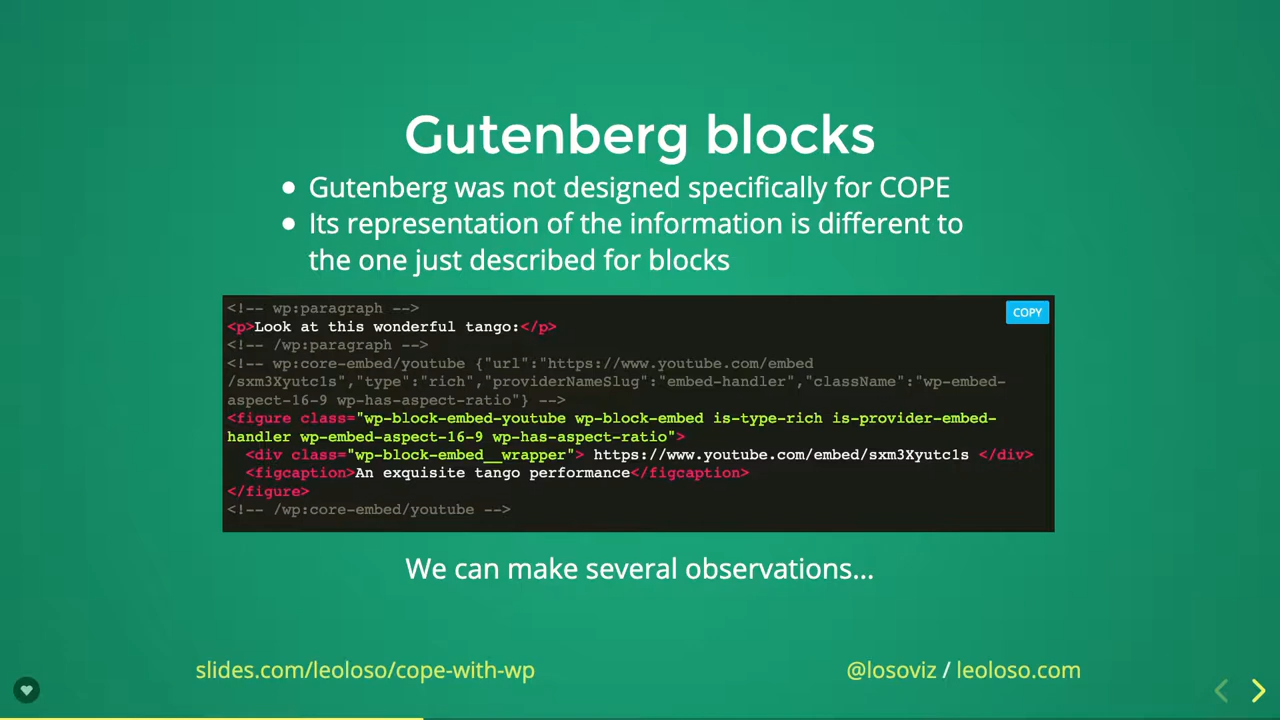 Gutenberg blocks
● Gutenberg was not designed specifically for COPE
● Its representation of the information is different to
the one just described for blocks
<!-- wp:paragraph -->
COPY
<p>Look at this wonderful tango:</p>
<!-- /wp:paragraph -->
<!-- wp:core-embed/youtube {"url":"https://www.youtube.com/embed
/sxm3Xyutc1s","type":"rich","providerNameSlug":"embed-handler","className":"wp-embed-
aspect-16-9 wp-has-aspect-ratio"} -->
<figure class="wp-block-embed-youtube wp-block-embed is-type-rich is-provider-embed-
handler wp-embed-aspect-16-9 wp-has-aspect-ratio">
<div class="wp-block-embed__wrapper"> https://www.youtube.com/embed/sxm3Xyutc1s </div>
<figcaption>An exquisite tango performance</figcaption>
</figure>
<!-- /wp:core-embed/youtube -->
We can make several observations...
slides.com/leoloso/cope-with-wp
@losoviz / leoloso.com